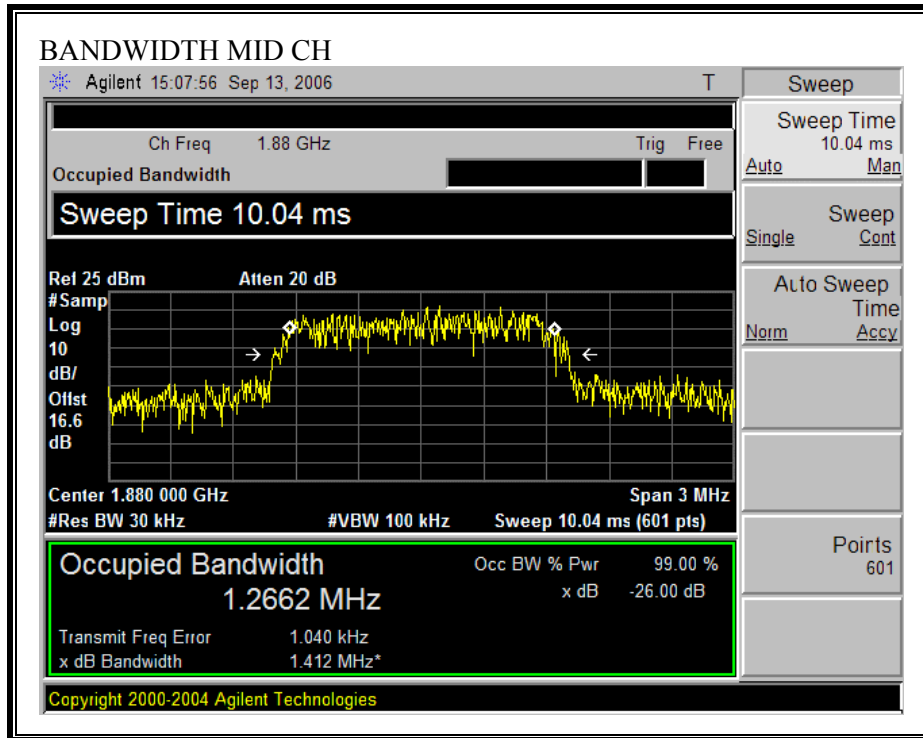 BANDWIDTH MID CH
Agilent 15:07:56 Sep 13, 2006 T
Sweep
Ch Freq 1.88 GHz Trig Free
Occupied Bandwidth
Sweep Time 10.04 ms
Sweep Time
10.04 ms
Auto Man
Sweep
Single Cont
Auto Sweep
Time
Norm Accy
Points
601
Ref 25 dBm Atten 20 dB
#Samp
Log
10
dB/
Offst
16.6
dB
Center 1.880 000 GHz Span 3 MHz
#Res BW 30 kHz #VBW 100 kHz Sweep 10.04 ms (601 pts)
Occupied Bandwidth Occ BW % Pwr 99.00 %
1.2662 MHz x dB -26.00 dB
Transmit Freq Error 1.040 kHz
x dB Bandwidth 1.412 MHz*
Copyright 2000-2004 Agilent Technologies